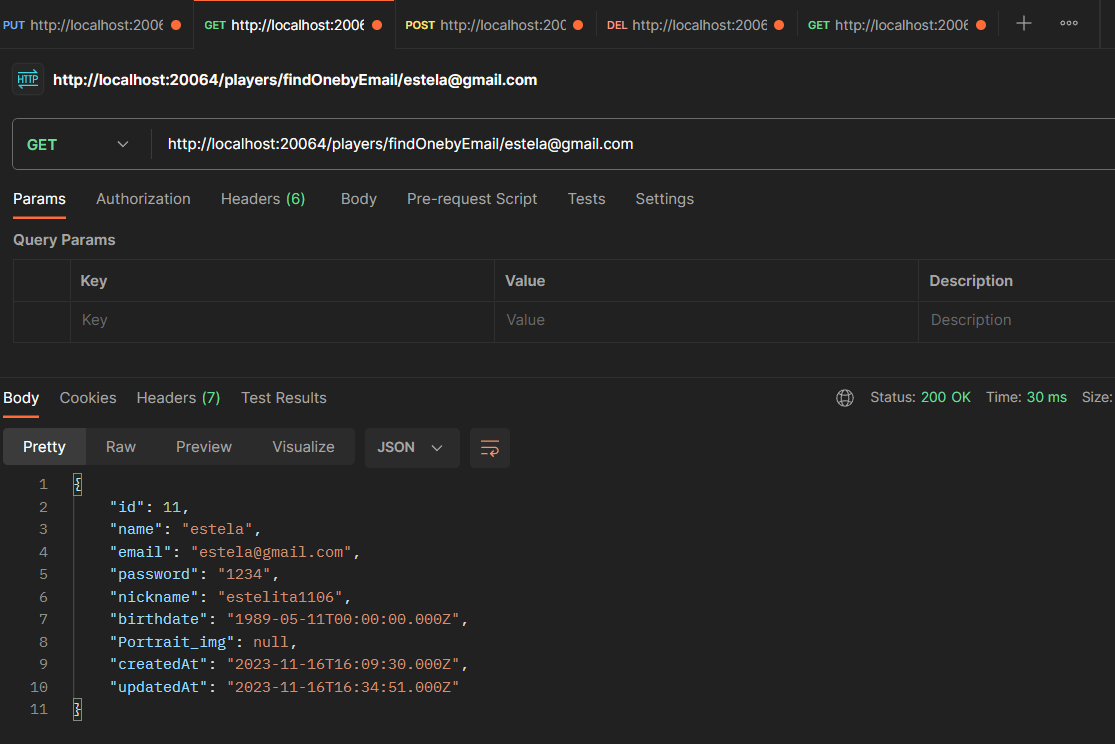 PUT http://localhost:2006 GET http://localhost:2006 POST http://localhost:200 DEL http://localhost:2006 GET http://localhost:2006
HTTP http://localhost:20064/players/findOnebyEmail/estela@gmail.com
GET http://localhost:20064/players/findOnebyEmail/estela@gmail.com
Params Authorization Headers (6) Body Pre-request Script Tests Settings
Query Params
Key Value Description
Key Value Description
Body Cookies Headers (7) Test Results Status: 200 OK Time: 30 ms Size:
Pretty Raw Preview Visualize JSON
1 {
2 "id": 11,
3 "name": "estela",
4 "email": "estela@gmail.com",
5 "password": "1234",
6 "nickname": "estelita1106",
7 "birthdate": "1989-05-11T00:00:00.000Z",
8 "Portrait_img": null,
9 "createdAt": "2023-11-16T16:09:30.000Z",
10 "updatedAt": "2023-11-16T16:34:51.000Z"
11 }